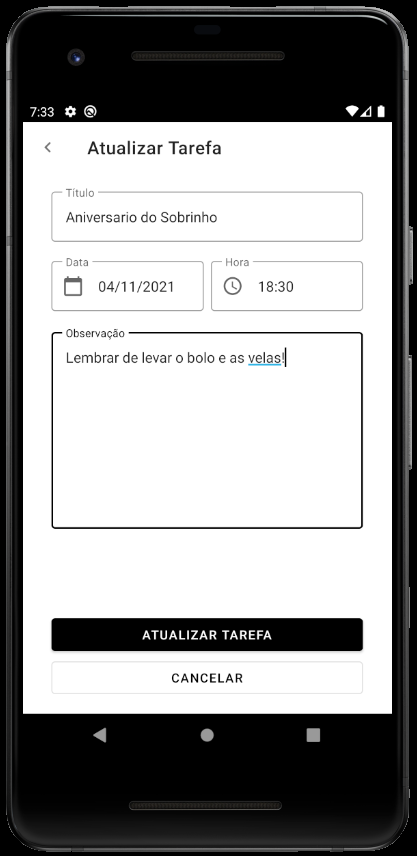 7:33
Atualizar Tarefa
Título
Aniversario do Sobrinho
Data
Hora
04/11/2021
18:30
Observação
Lembrar de levar o bolo e as velas!
ATUALIZAR TAREFA
CANCELAR